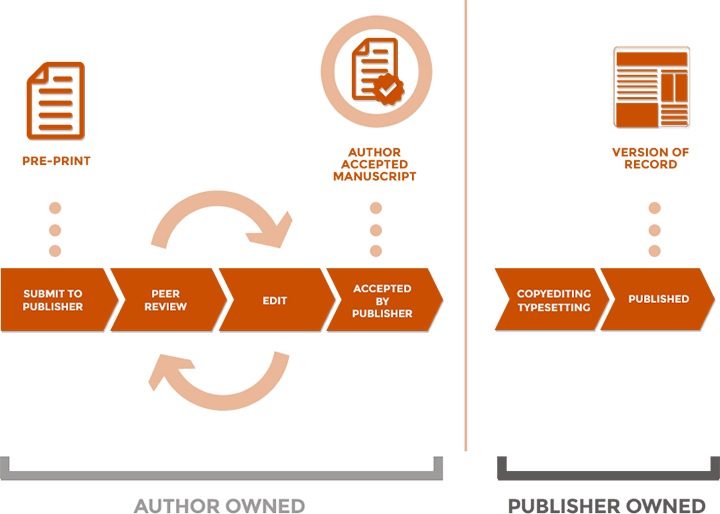 PRE-PRINT
AUTHOR
ACCEPTED
MANUSCRIPT
VERSION OF
RECORD
SUBMIT TO
PUBLISHER
PEER
REVIEW
EDIT
ACCEPTED
BY
PUBLISHER
COPYEDITING
TYPESETTING
PUBLISHED
AUTHOR OWNED
PUBLISHER OWNED